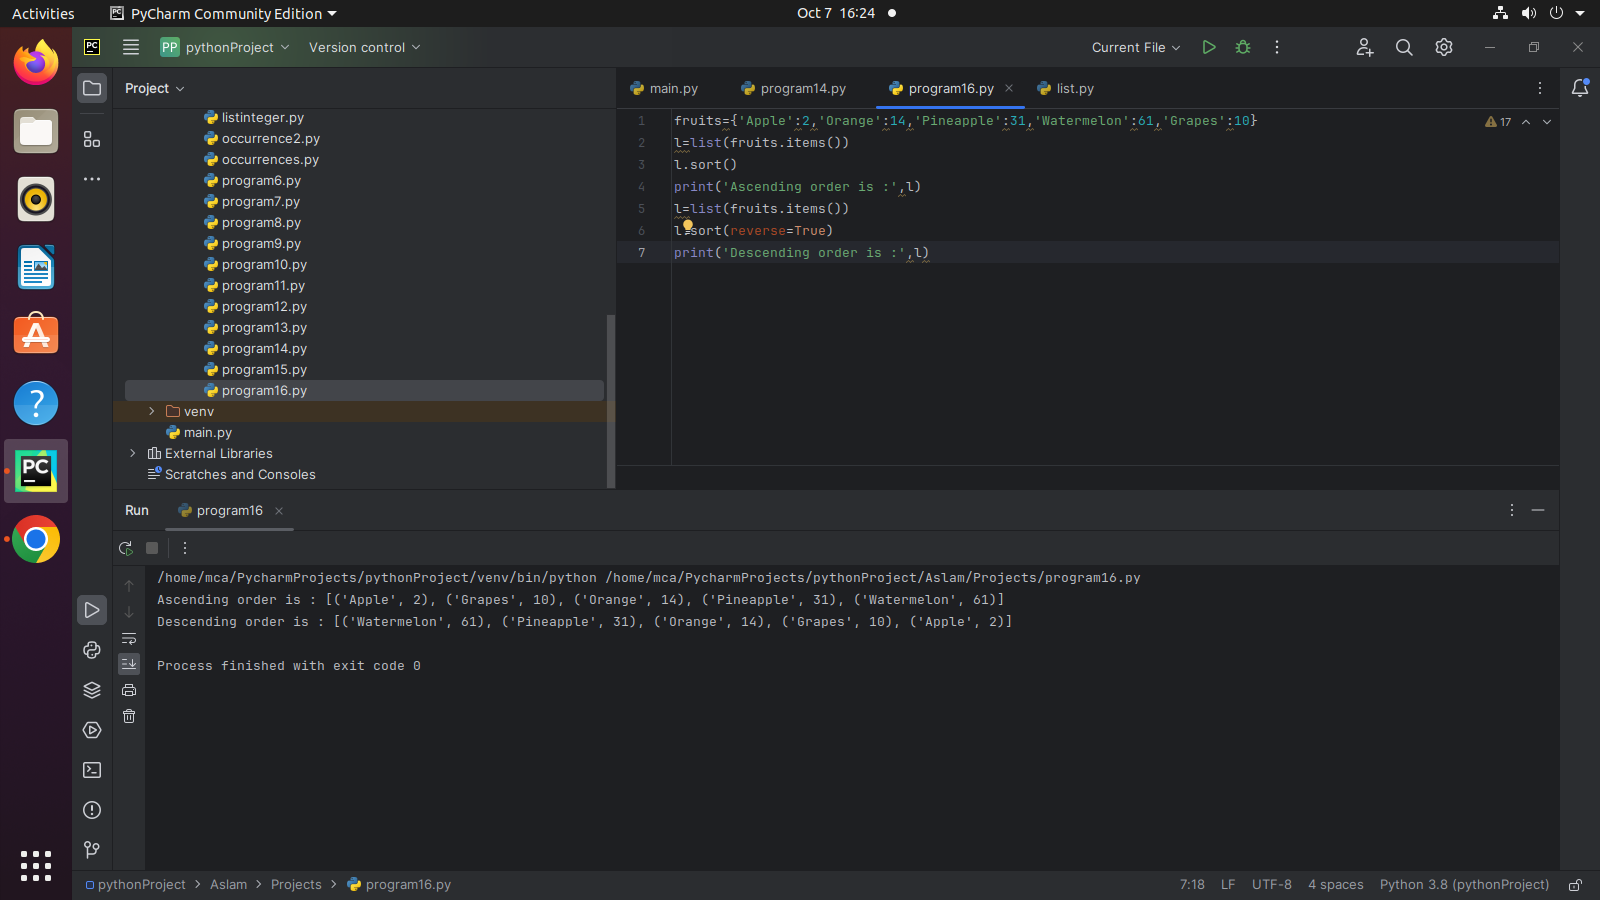 Activities PyCharm Community Edition Oct 7 16:24
PC PP pythonProject Version control Current File
Project
main.py program14.py program16.py list.py
listinteger.py
occurrence2.py
occurrences.py
program6.py
program7.py
program8.py
program9.py
program10.py
program11.py
program12.py
program13.py
program14.py
program15.py
program16.py
venv
main.py
External Libraries
Scratches and Consoles
1 fruits={'Apple':2,'Orange':14,'Pineapple':31,'Watermelon':61,'Grapes':10} 17
2 l=list(fruits.items())
3 l.sort()
4 print('Ascending order is :',l)
5 l=list(fruits.items())
6 l.sort(reverse=True)
7 print('Descending order is :',l)
PC
Run program16
/home/mca/PycharmProjects/pythonProject/venv/bin/python /home/mca/PycharmProjects/pythonProject/Aslam/Projects/program16.py
Ascending order is : [('Apple', 2), ('Grapes', 10), ('Orange', 14), ('Pineapple', 31), ('Watermelon', 61)]
Descending order is : [('Watermelon', 61), ('Pineapple', 31), ('Orange', 14), ('Grapes', 10), ('Apple', 2)]
Process finished with exit code 0
pythonProject > Aslam > Projects > program16.py 7:18 LF UTF-8 4 spaces Python 3.8 (pythonProject)